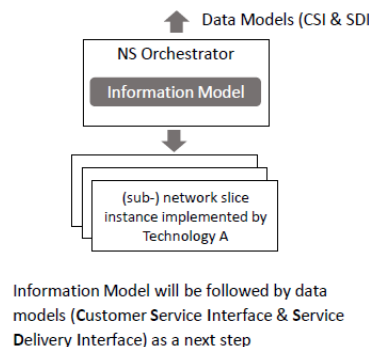 Data Models (CSI & SDI
NS Orchestrator
Information Model
(sub-) network slice
instance implemented by
Technology A
Information Model will be followed by data
models (Customer Service Interface & Service
Delivery Interface) as a next step